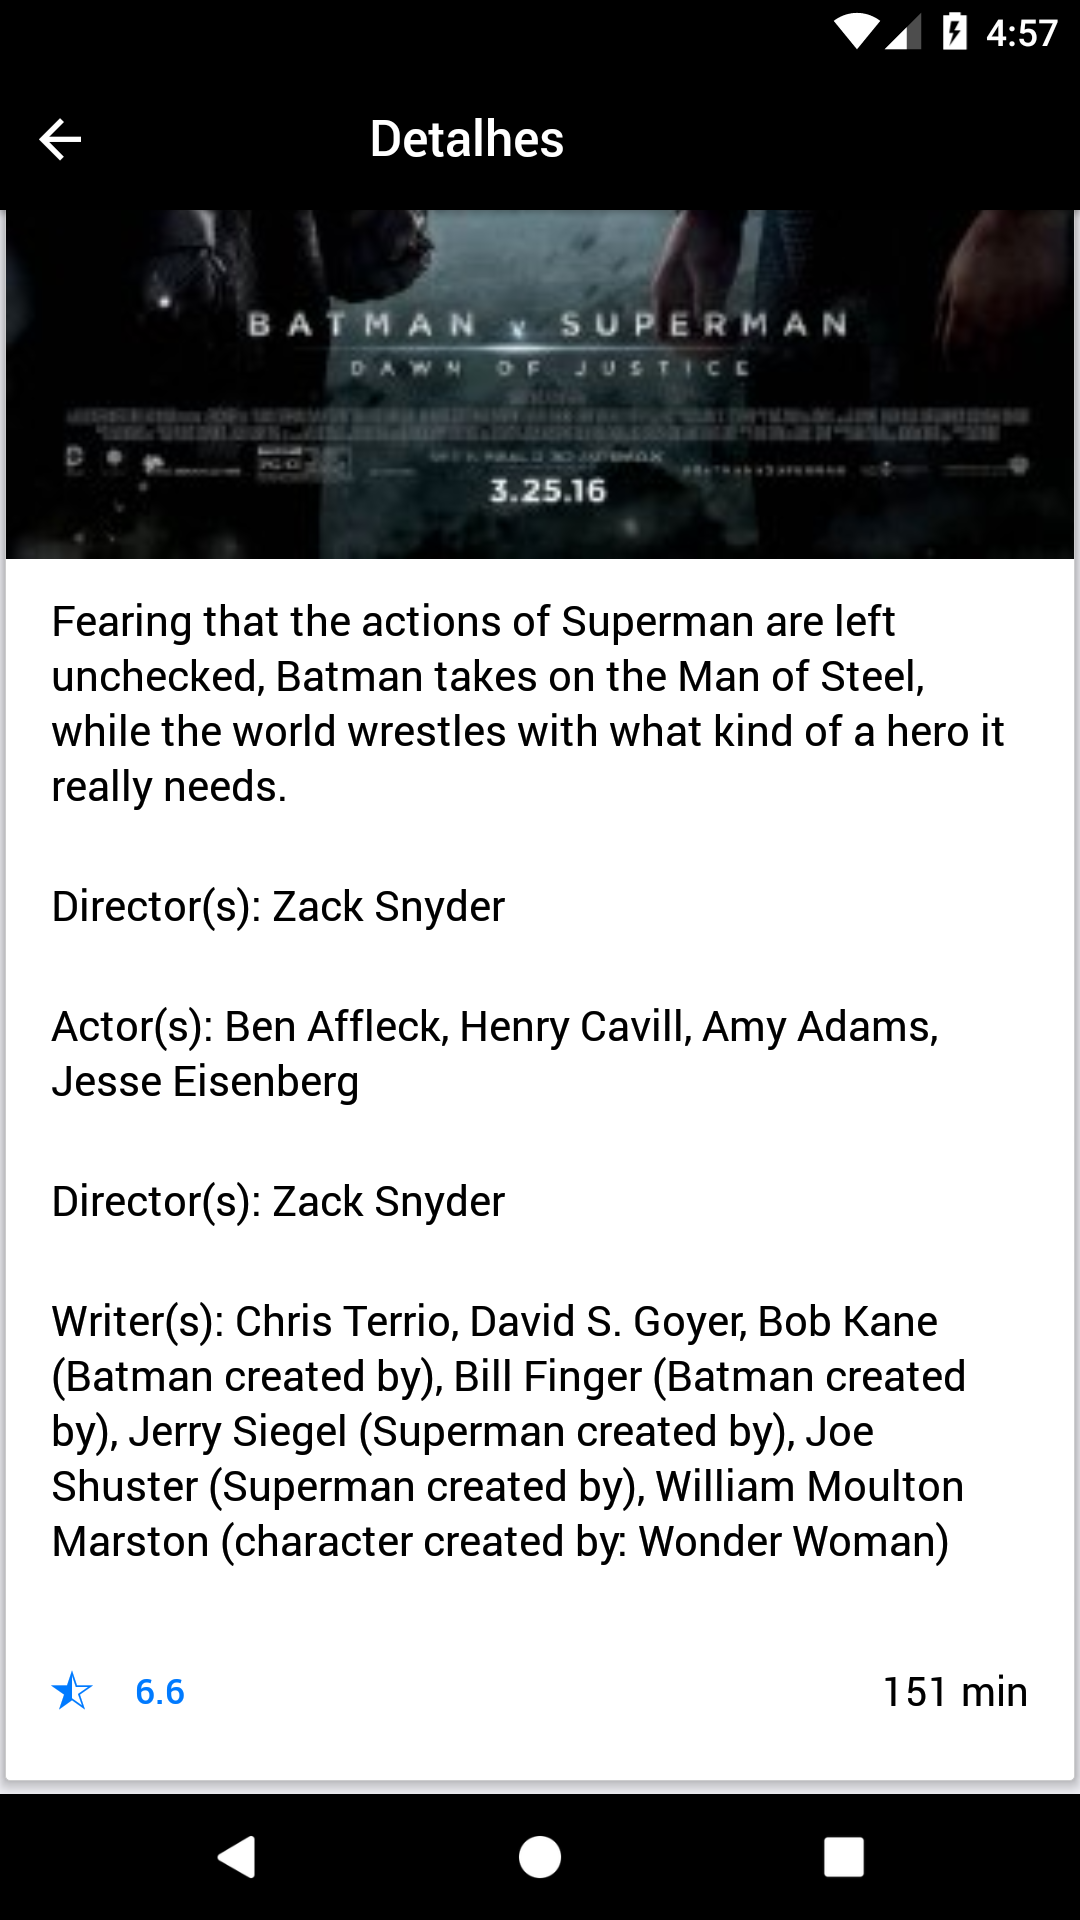 4:57
Detalhes
BATMAN v SUPERMAN
DAWN OF JUSTICE
3.25.16
Fearing that the actions of Superman are left
unchecked, Batman takes on the Man of Steel,
while the world wrestles with what kind of a hero it
really needs.
Director(s): Zack Snyder
Actor(s): Ben Affleck, Henry Cavill, Amy Adams,
Jesse Eisenberg
Director(s): Zack Snyder
Writer(s): Chris Terrio, David S. Goyer, Bob Kane
(Batman created by), Bill Finger (Batman created
by), Jerry Siegel (Superman created by), Joe
Shuster (Superman created by), William Moulton
Marston (character created by: Wonder Woman)
6.6
151 min